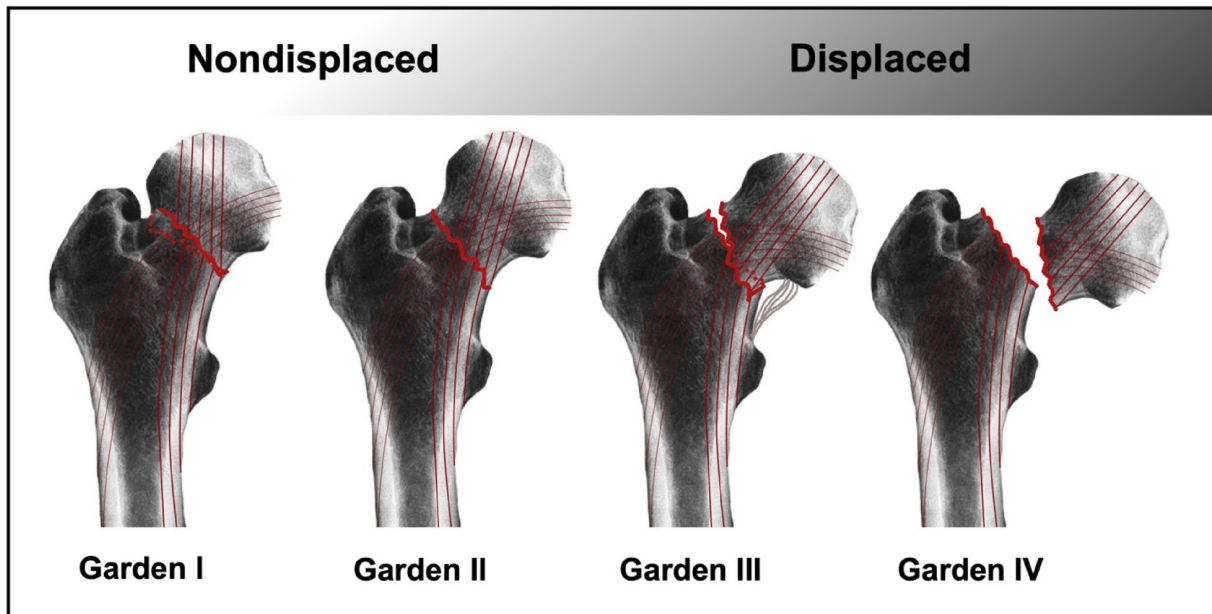 Nondisplaced
Displaced
Garden I
Garden II
Garden III
Garden IV